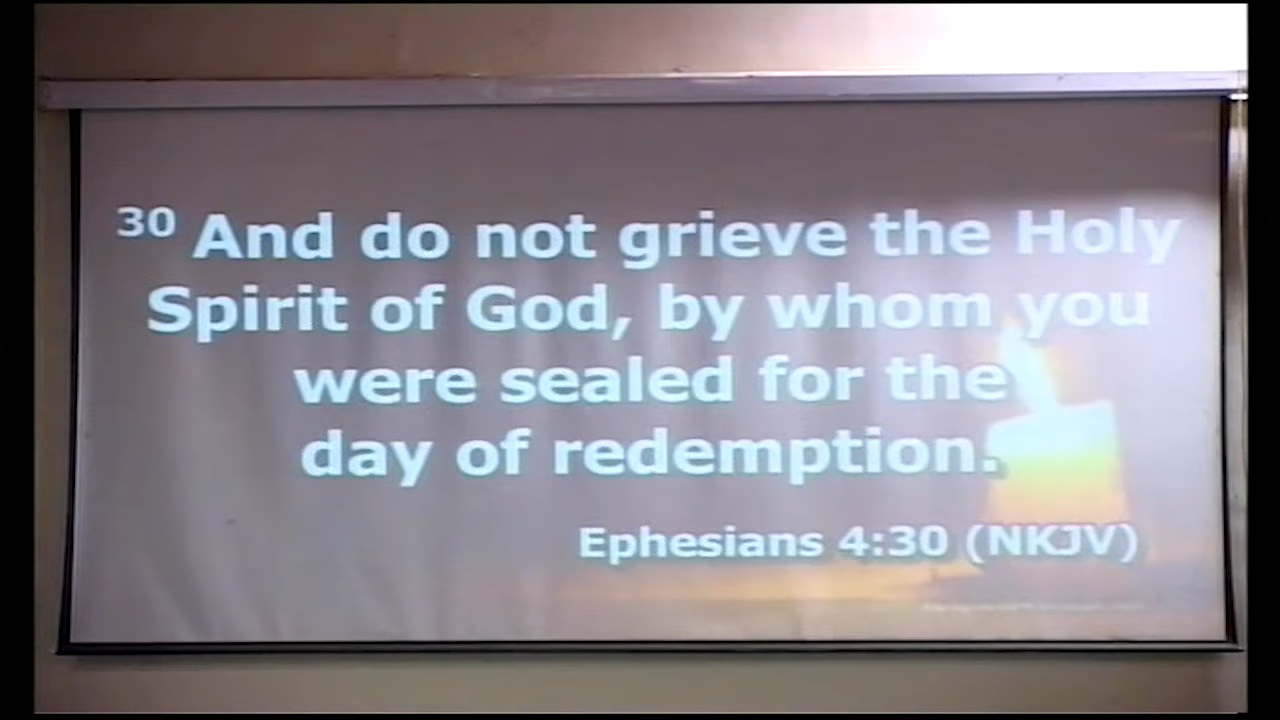 30 And do not grieve the Holy
Spirit of God, by whom you
were sealed for the
day of redemption.
Ephesians 4:30 (NKJV)